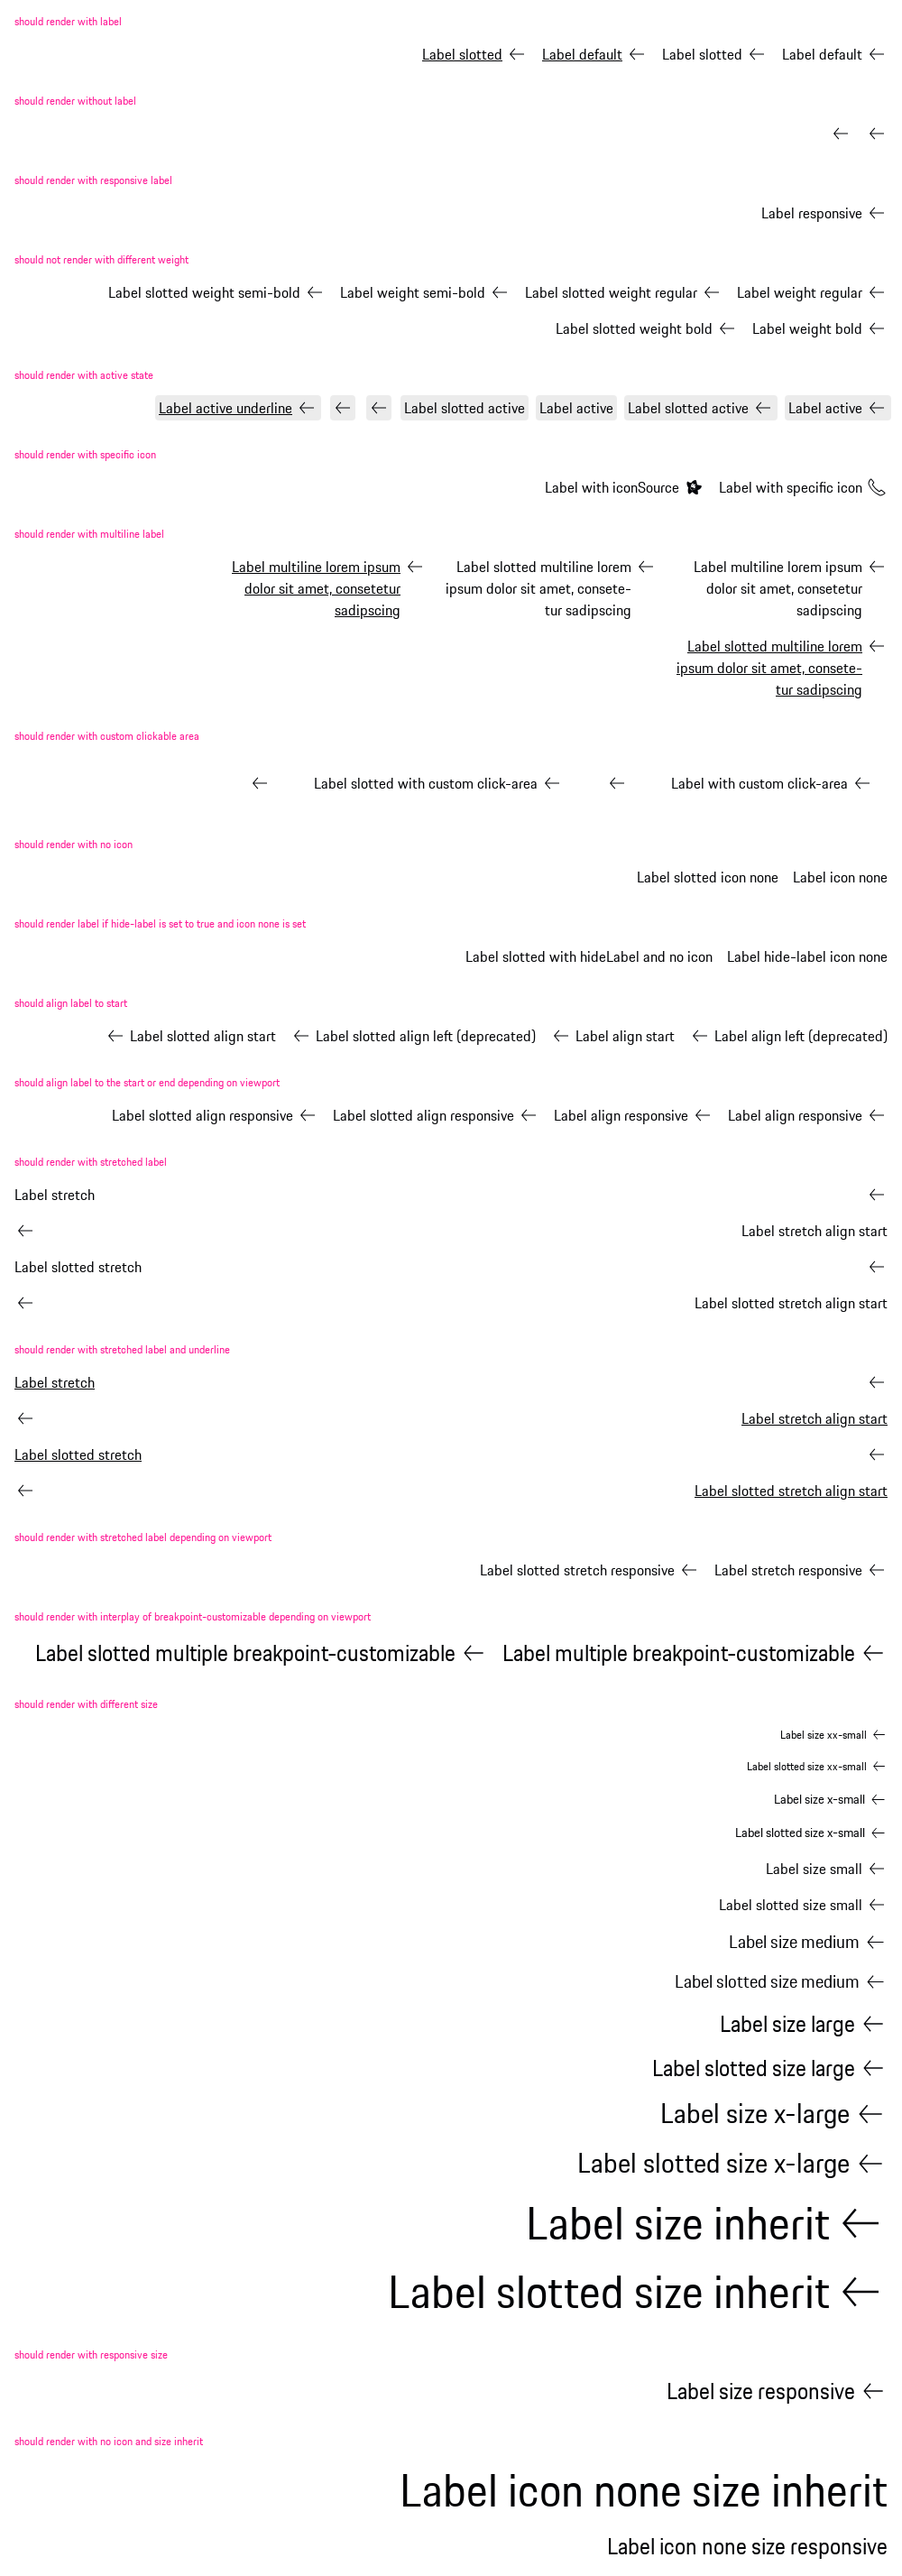 should render with label
Label slotted Label default Label slotted Label default
should render without label
should render with responsive label
Label responsive
should not render with different weight
Label slotted weight semi-bold Label weight semi-bold Label slotted weight regular Label weight regular
Label slotted weight bold Label weight bold
should render with active state
Label active underline Label slotted active Label active Label slotted active Label active
should render with specific icon
Label with iconSource Label with specific icon
should render with multiline label
Label multiline lorem ipsum Label slotted multiline lorem Label multiline lorem ipsum
dolor sit amet, consetetur ipsum dolor sit amet, consete- dolor sit amet, consetetur
sadipscing tur sadipscing sadipscing
Label slotted multiline lorem
ipsum dolor sit amet, consete-
tur sadipscing
should render with custom clickable area
Label slotted with custom click-area Label with custom click-area
should render with no icon
Label slotted icon none Label icon none
should render label if hide-label is set to true and icon none is set
Label slotted with hideLabel and no icon Label hide-label icon none
should align label to start
Label slotted align start Label slotted align left (deprecated) Label align start Label align left (deprecated)
should align label to the start or end depending on viewport
Label slotted align responsive Label slotted align responsive Label align responsive Label align responsive
should render with stretched label
Label stretch
Label stretch align start
Label slotted stretch
Label slotted stretch align start
should render with stretched label and underline
Label stretch
Label stretch align start
Label slotted stretch
Label slotted stretch align start
should render with stretched label depending on viewport
Label slotted stretch responsive Label stretch responsive
should render with interplay of breakpoint-customizable depending on viewport
Label slotted multiple breakpoint-customizable Label multiple breakpoint-customizable
should render with different size
Label size xx-small
Label slotted size xx-small
Label size x-small
Label slotted size x-small
Label size small
Label slotted size small
Label size medium
Label slotted size medium
Label size large
Label slotted size large
Label size x-large
Label slotted size x-large
Label size inherit
Label slotted size inherit
should render with responsive size
Label size responsive
should render with no icon and size inherit
Label icon none size inherit
Label icon none size responsive